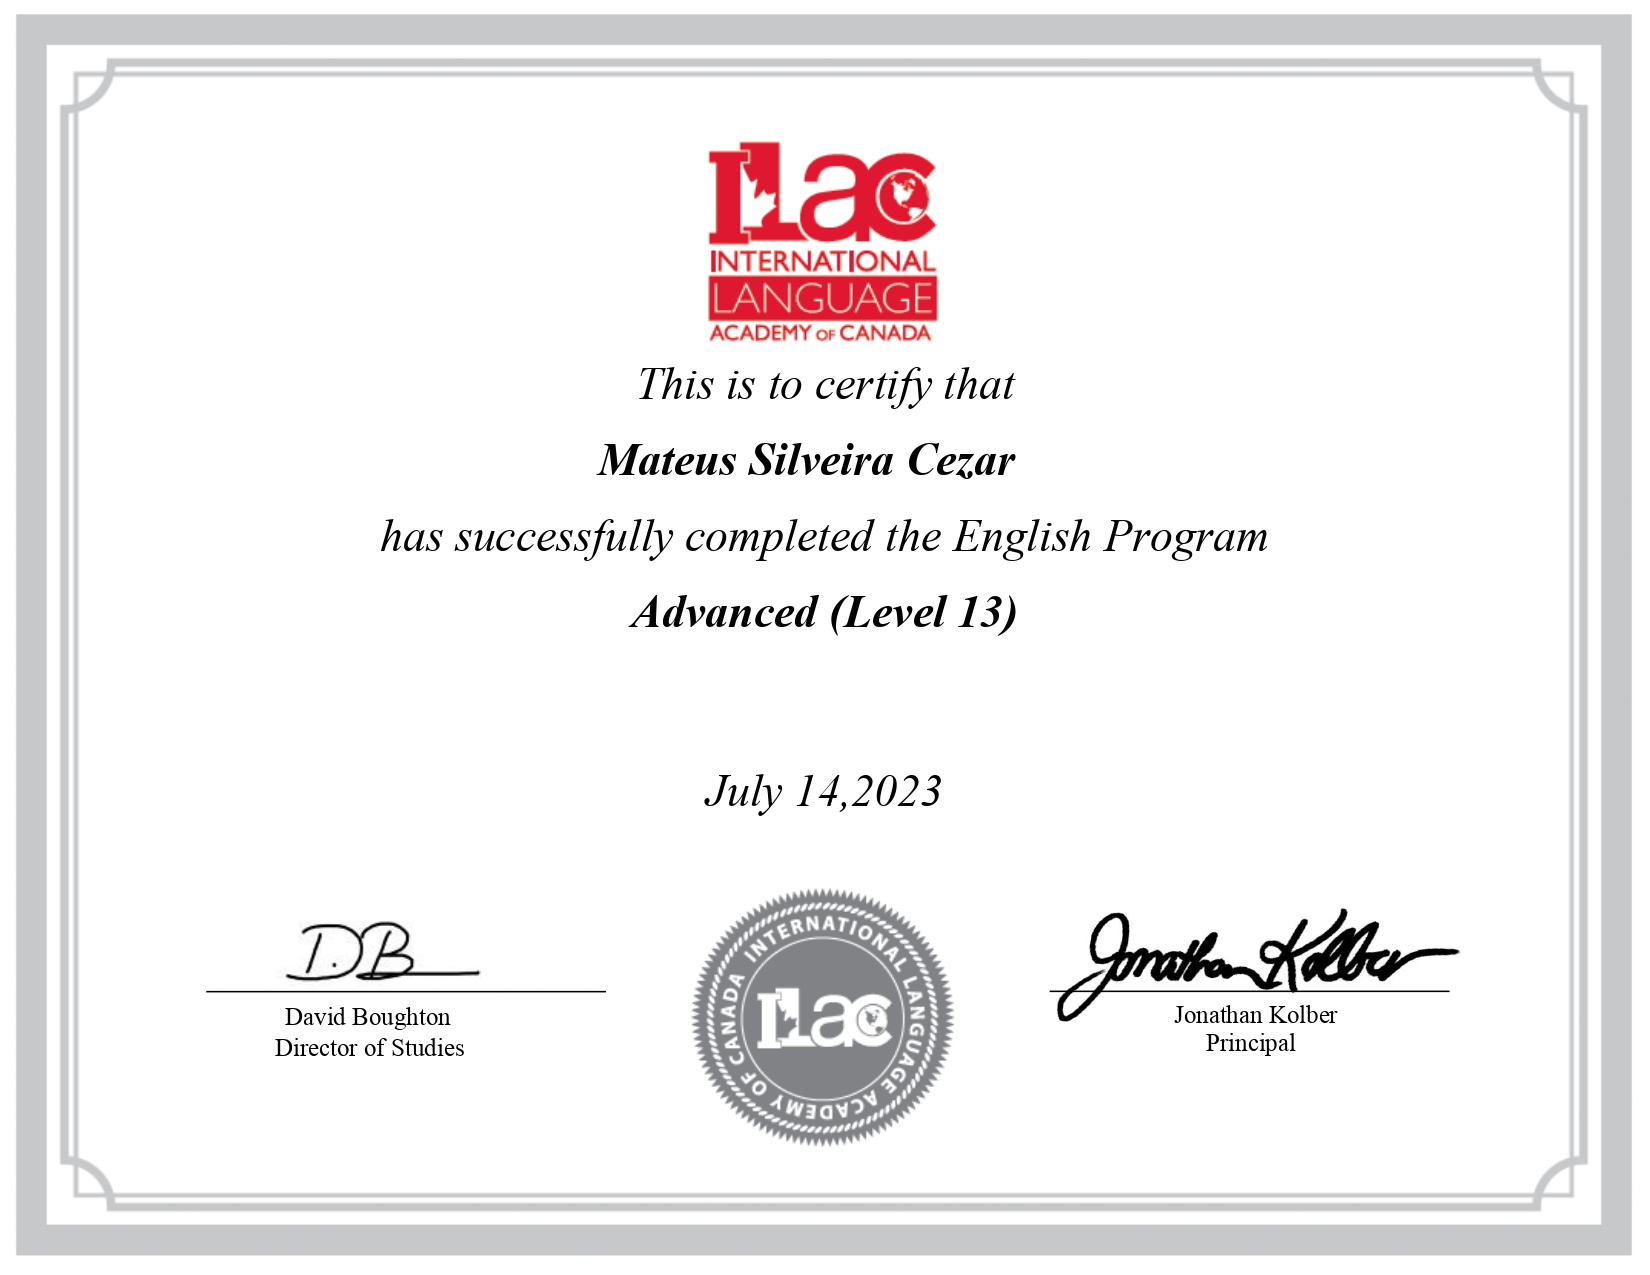 ILAC
INTERNATIONAL
LANGUAGE
ACADEMY OF CANADA
This is to certify that
Mateus Silveira Cezar
has successfully completed the English Program
Advanced (Level 13)
July 14,2023
D.B
David Boughton
Director of Studies
INTERNATIONAL LANGUAGE ACADEMY OF CANADA
ILAC
Jonathan Kolber
Jonathan Kolber
Principal